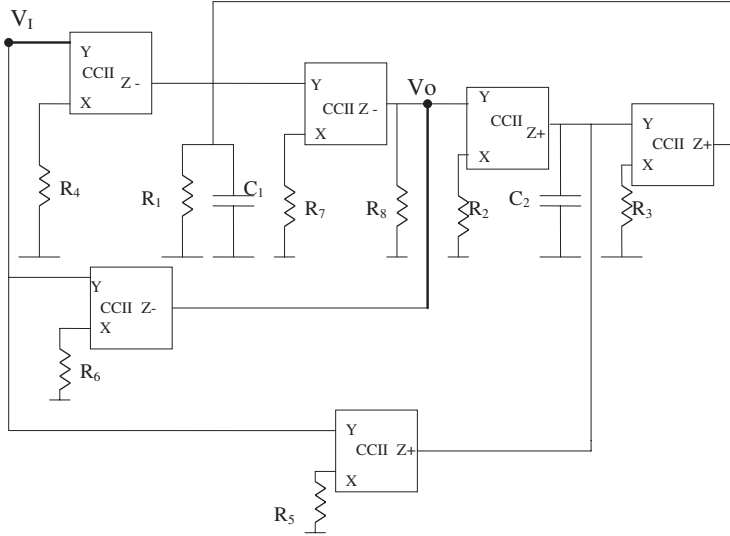 V_I
Y
CCII Z -
X
R_4
Y
CCII Z -
X
R_7
Vo
Y
CCII
Z+
X
Y
CCII Z+
X
R_1
C_1
R_8
R_2
C_2
R_3
Y
CCII Z-
X
R_6
Y
CCII Z+
X
R_5